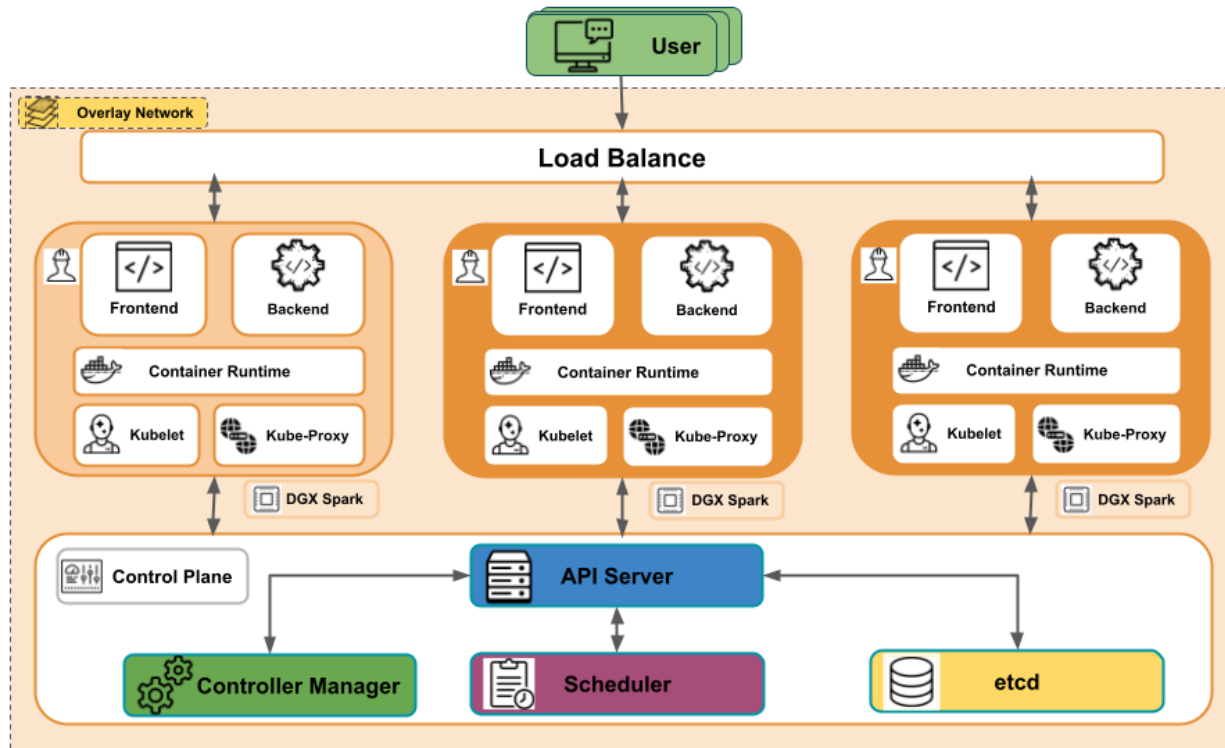 User
Overlay Network
Load Balance
Frontend
Backend
Container Runtime
Kubelet
Kube-Proxy
DGX Spark
Frontend
Backend
Container Runtime
Kubelet
Kube-Proxy
DGX Spark
Frontend
Backend
Container Runtime
Kubelet
Kube-Proxy
DGX Spark
Control Plane
API Server
Controller Manager
Scheduler
etcd